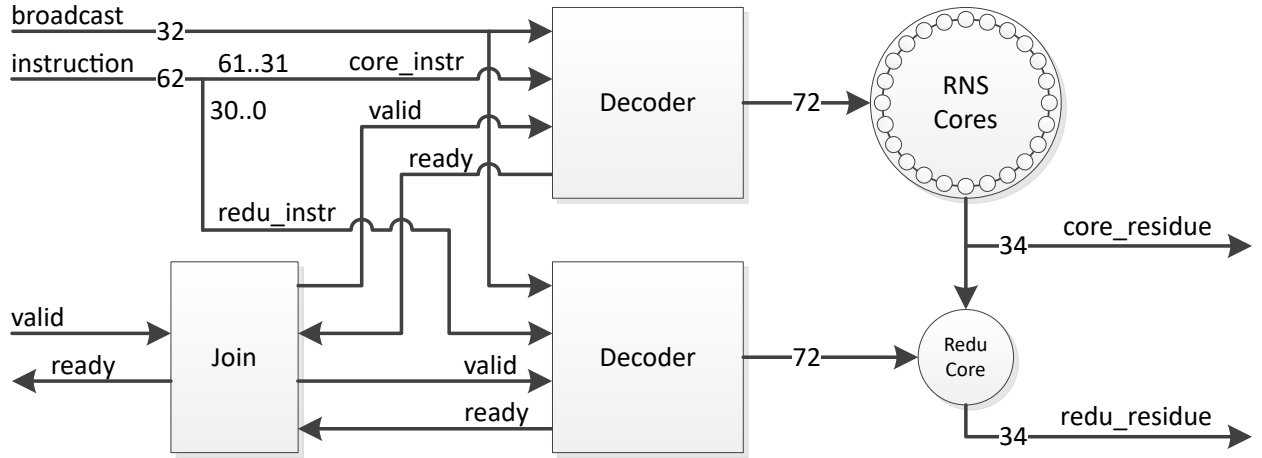 broadcast
32
instruction
62
61..31
core_instr
30..0
valid
ready
redu_instr
Decoder
72
RNS
Cores
34
core_residue
valid
ready
Join
valid
ready
Decoder
72
Redu
Core
34
redu_residue